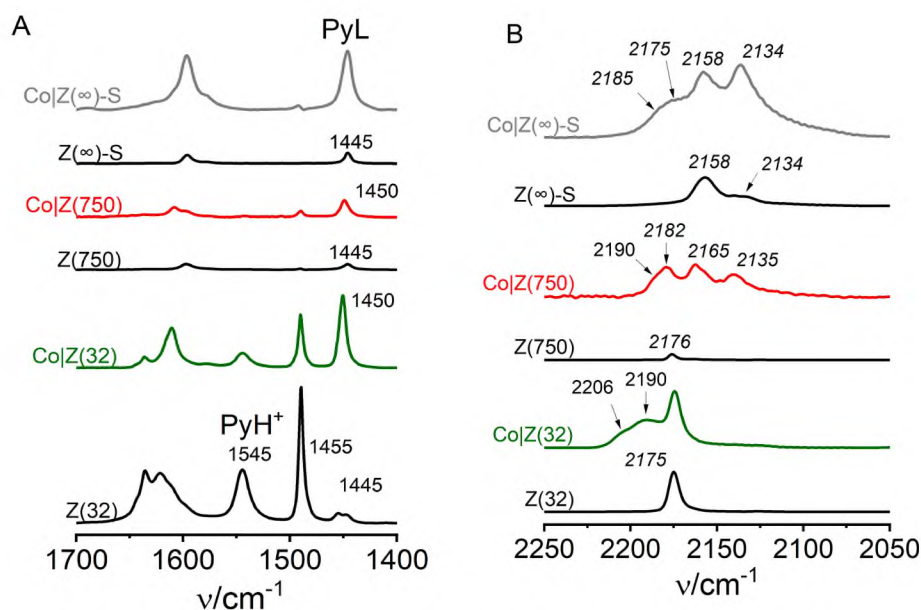 A
PyL
Co|Z(∞)-S
1445
Z(∞)-S
1450
Co|Z(750)
1445
Z(750)
1450
Co|Z(32)
PyH⁺
1545
1455
1445
Z(32)
1700 1600 1500 1400
ν/cm⁻¹
B
2185 2175 2158 2134
Co|Z(∞)-S
2158 2134
Z(∞)-S
2190 2182 2165 2135
Co|Z(750)
2176
Z(750)
2206 2190
Co|Z(32)
2175
Z(32)
2250 2200 2150 2100 2050
ν/cm⁻¹